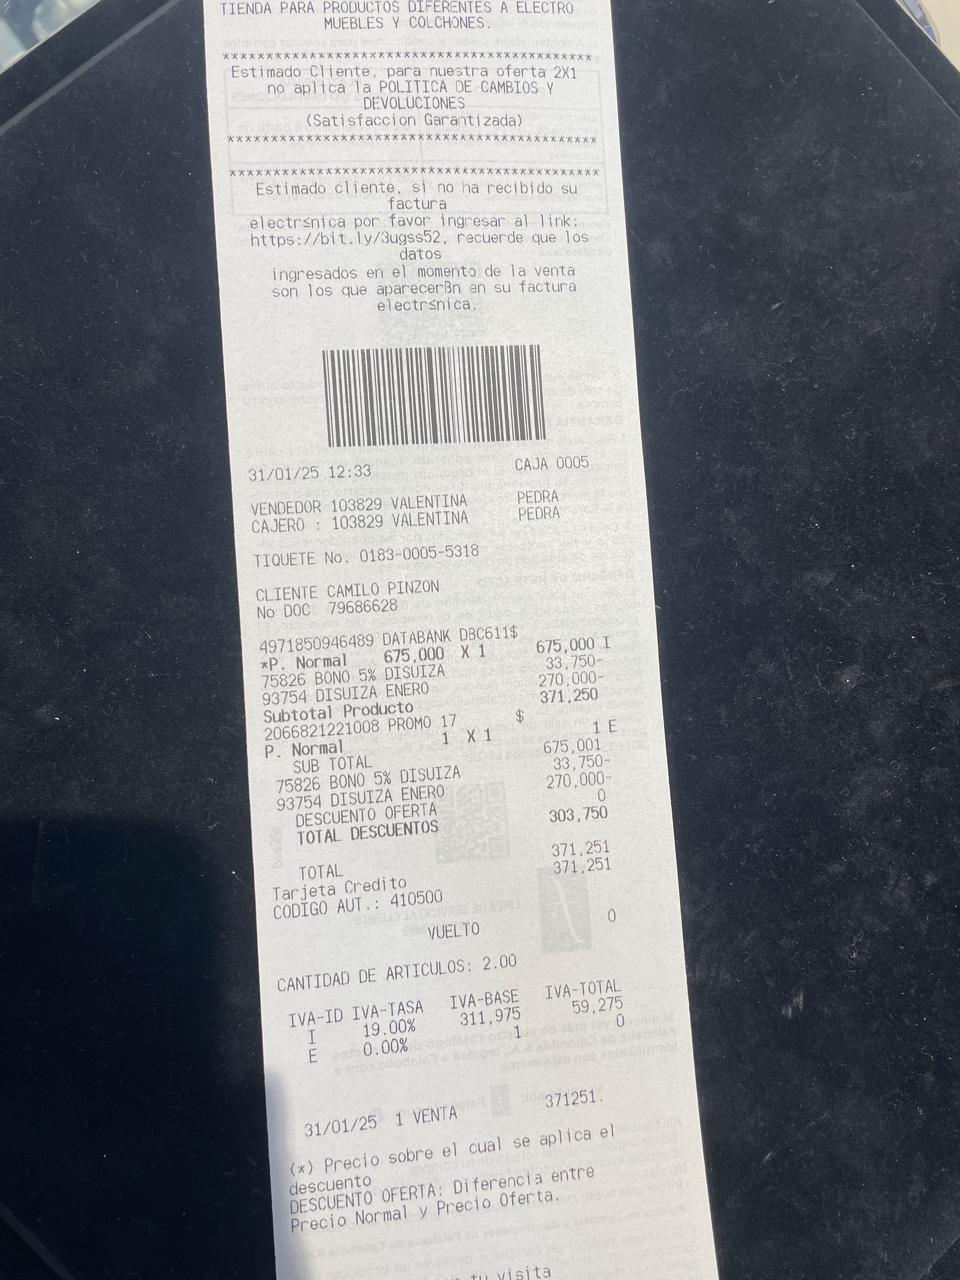 TIENDA PARA PRODUCTOS DIFERENTES A ELECTRO
MUEBLES Y COLCHONES.
*****************************************
Estimado Cliente, para nuestra oferta 2X1
no aplica la POLITICA DE CAMBIOS Y
DEVOLUCIONES
(Satisfaccion Garantizada)
*****************************************
*****************************************
Estimado cliente, si no ha recibido su
factura
electr≤nica por favor ingresar al link:
https://bit.ly/3ugss52, recuerde que los
datos
ingresados en el momento de la venta
son los que aparecerßn en su factura
electr≤nica.
31/01/25 12:33 CAJA 0005
VENDEDOR 103829 VALENTINA PEDRA
CAJERO : 103829 VALENTINA PEDRA
TIQUETE No. 0183-0005-5318
CLIENTE CAMILO PINZON
No DOC 79686628
4971850946489 DATABANK DBC611$
*P. Normal 675,000 X 1 675,000 I
75826 BONO 5% DISUIZA 33,750-
93754 DISUIZA ENERO 270,000-
Subtotal Producto 371,250
2066821221008 PROMO 17 $
P. Normal 1 X 1 1 E
SUB TOTAL 675,001
75826 BONO 5% DISUIZA 33,750-
93754 DISUIZA ENERO 270,000-
DESCUENTO OFERTA 0
TOTAL DESCUENTOS 303,750
TOTAL 371,251
Tarjeta Credito 371,251
CODIGO AUT.: 410500
VUELTO 0
CANTIDAD DE ARTICULOS: 2.00
IVA-ID IVA-TASA IVA-BASE IVA-TOTAL
I 19.00% 311,975 59,275
E 0.00% 1 0
31/01/25 1 VENTA 371251.
(*) Precio sobre el cual se aplica el
descuento
DESCUENTO OFERTA: Diferencia entre
Precio Normal y Precio Oferta.
tu visita